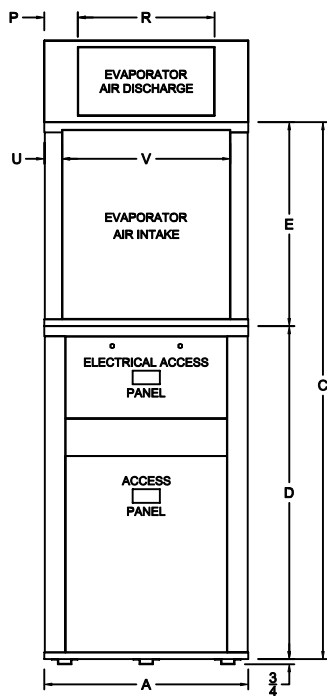 P R
EVAPORATOR
AIR DISCHARGE
U V
EVAPORATOR
AIR INTAKE
E
C
ELECTRICAL ACCESS
PANEL
D
ACCESS
PANEL
A
3/4